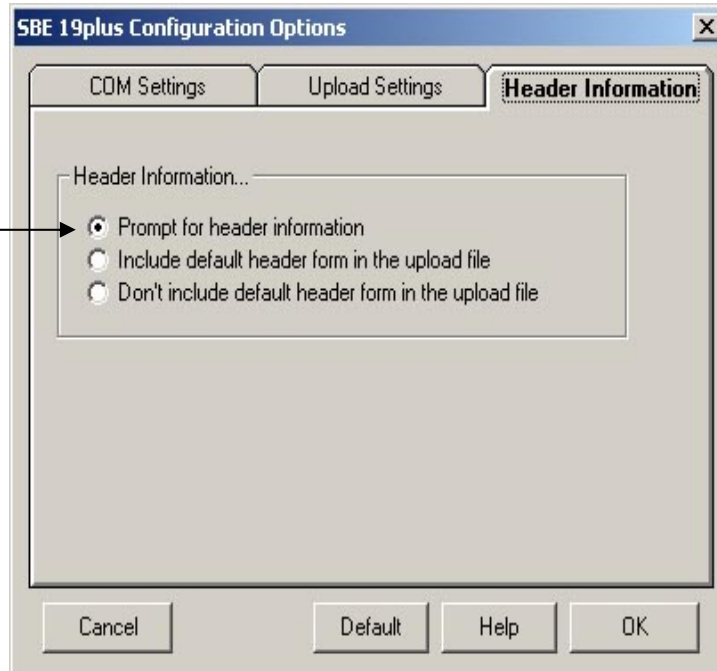 SBE 19plus Configuration Options
COM Settings Upload Settings Header Information
Header Information...
Prompt for header information
Include default header form in the upload file
Don't include default header form in the upload file
Cancel Default Help OK